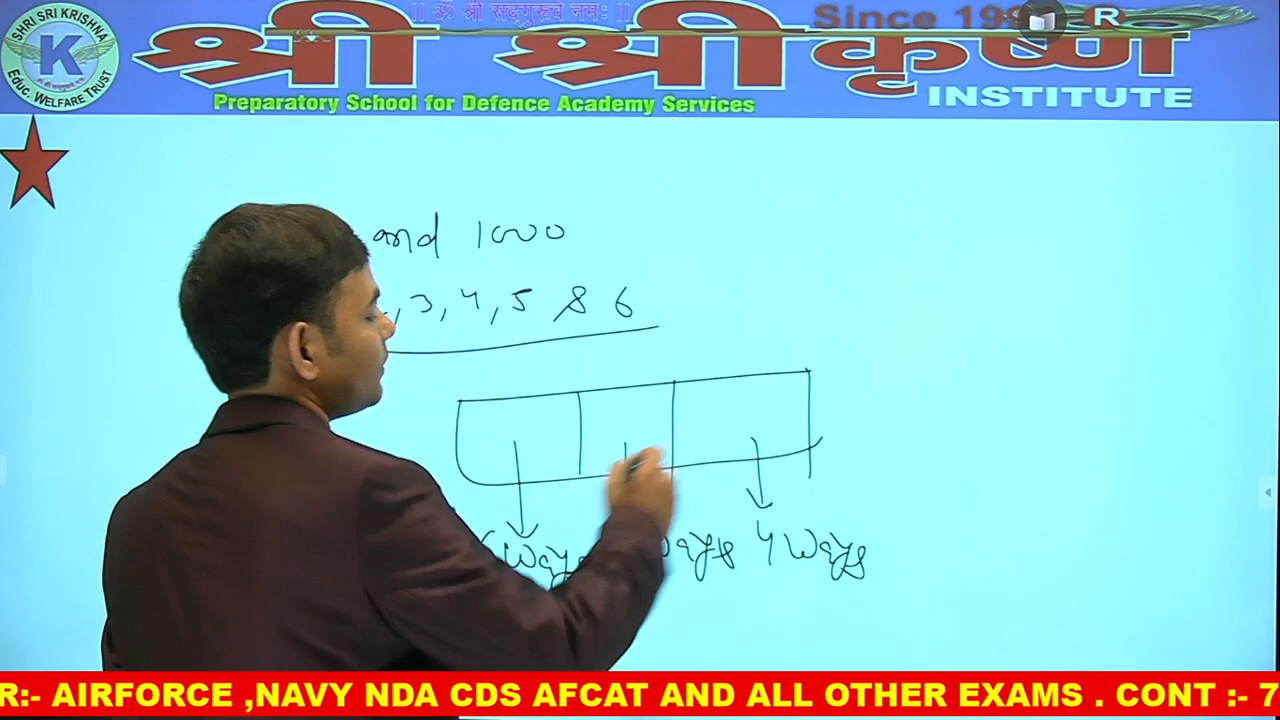 || ॐ श्री सद्गुरूवे नमः ||
Since 199
R
SHRI SRI KRISHNA
K
Educ. WELFARE TRUST
श्री श्रीकृष्ण
INSTITUTE
Preparatory School for Defence Academy Services
and 1000
, 3, 4, 5 & 6
ways 4 ways
R:- AIRFORCE ,NAVY NDA CDS AFCAT AND ALL OTHER EXAMS . CONT :- 7